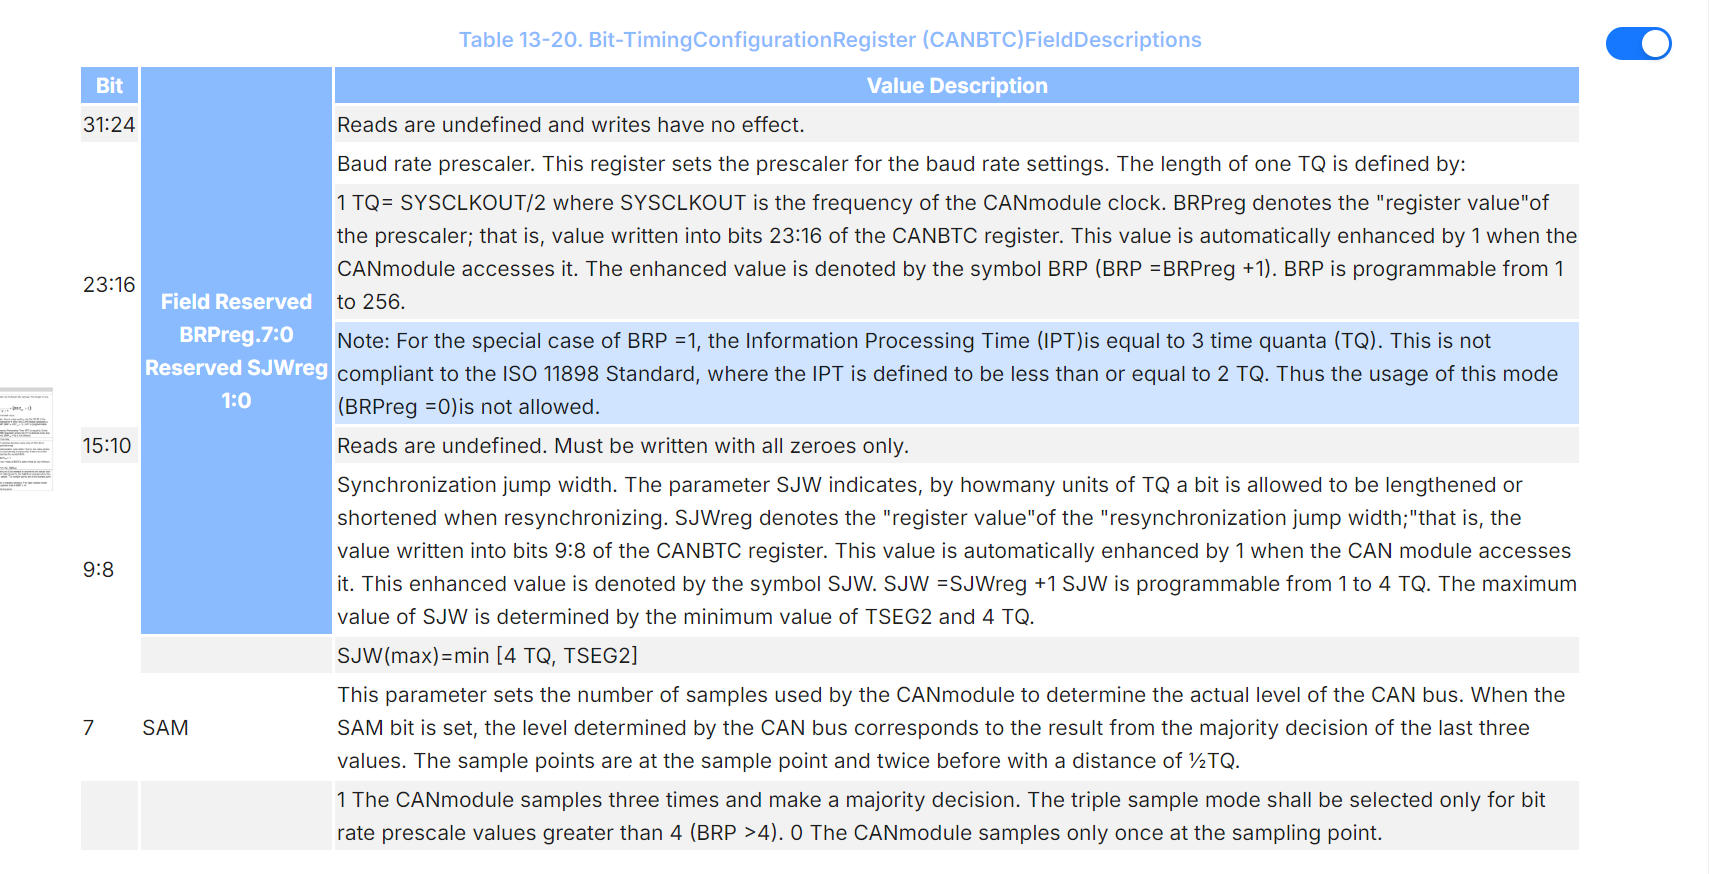 Table 13-20. Bit-TimingConfigurationRegister (CANBTC)FieldDescriptions
Bit
Value Description
Field Reserved
BRPreg.7:0
Reserved SJWreg
1:0
31:24
Reads are undefined and writes have no effect.
23:16
Baud rate prescaler. This register sets the prescaler for the baud rate settings. The length of one TQ is defined by:
1 TQ= SYSCLKOUT/2 where SYSCLKOUT is the frequency of the CANmodule clock. BRPreg denotes the "register value"of
the prescaler; that is, value written into bits 23:16 of the CANBTC register. This value is automatically enhanced by 1 when the
CANmodule accesses it. The enhanced value is denoted by the symbol BRP (BRP =BRPreg +1). BRP is programmable from 1
to 256.
Note: For the special case of BRP =1, the Information Processing Time (IPT)is equal to 3 time quanta (TQ). This is not
compliant to the ISO 11898 Standard, where the IPT is defined to be less than or equal to 2 TQ. Thus the usage of this mode
(BRPreg =0)is not allowed.
15:10
Reads are undefined. Must be written with all zeroes only.
9:8
Synchronization jump width. The parameter SJW indicates, by howmany units of TQ a bit is allowed to be lengthened or
shortened when resynchronizing. SJWreg denotes the "register value"of the "resynchronization jump width;"that is, the
value written into bits 9:8 of the CANBTC register. This value is automatically enhanced by 1 when the CAN module accesses
it. This enhanced value is denoted by the symbol SJW. SJW =SJWreg +1 SJW is programmable from 1 to 4 TQ. The maximum
value of SJW is determined by the minimum value of TSEG2 and 4 TQ.
SJW(max)=min [4 TQ, TSEG2]
7
SAM
This parameter sets the number of samples used by the CANmodule to determine the actual level of the CAN bus. When the
SAM bit is set, the level determined by the CAN bus corresponds to the result from the majority decision of the last three
values. The sample points are at the sample point and twice before with a distance of ½TQ.
1 The CANmodule samples three times and make a majority decision. The triple sample mode shall be selected only for bit
rate prescale values greater than 4 (BRP >4). 0 The CANmodule samples only once at the sampling point.